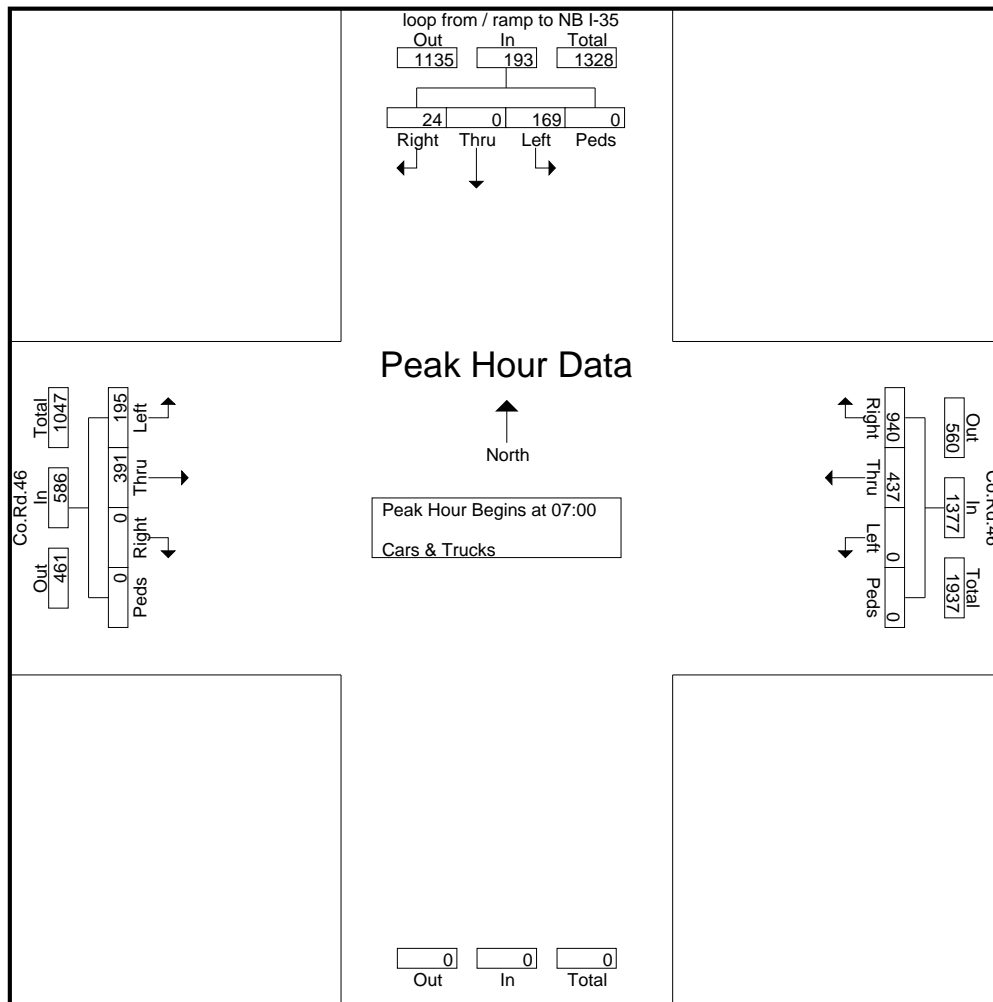 loop from / ramp to NB I-35
Out In Total
1135 193 1328
24 0 169 0
Right Thru Left Peds
Peak Hour Data
North
Peak Hour Begins at 07:00
Cars & Trucks
Co.Rd.46
Out In Total
461 586 1047
0 0 391 195
Peds Right Thru Left
Co.Rd.46
Out In Total
560 1377 1937
940 437 0 0
Right Thru Left Peds
0 0 0
Out In Total